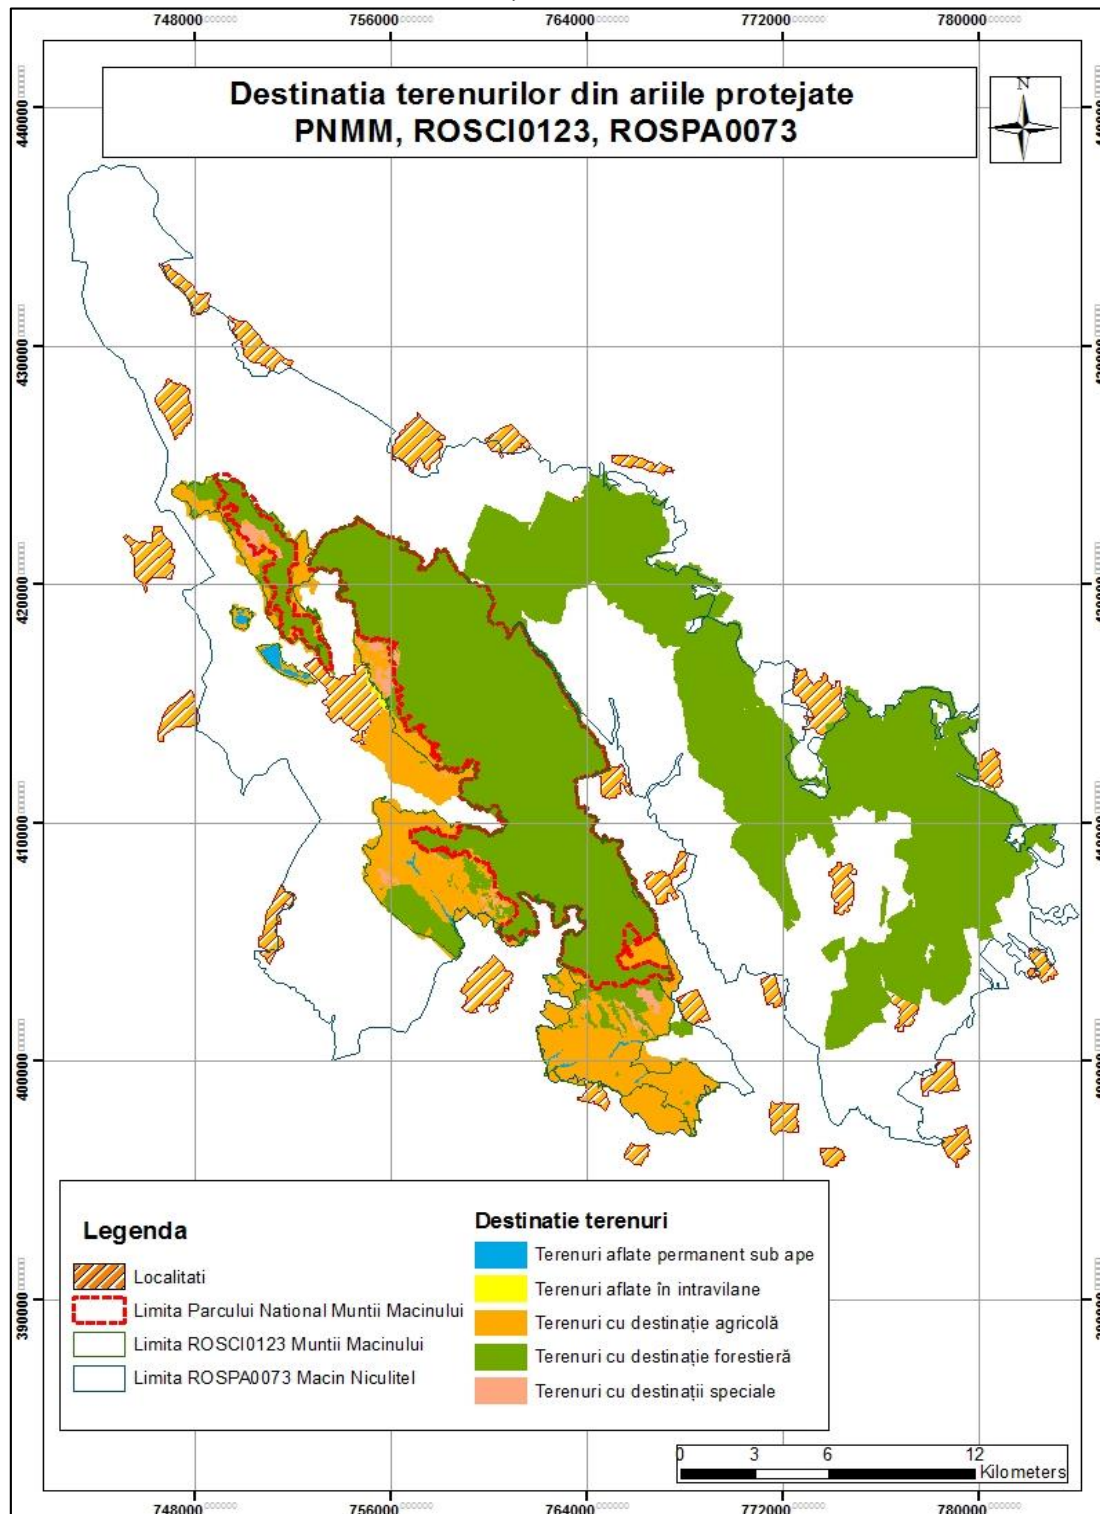 748000 756000 764000 772000 780000
Destinatia terenurilor din ariile protejate
PNMM, ROSCI0123, ROSPA0073
N
440000
430000
420000
410000
400000
390000
Legenda
Localitati
Limita Parcului National Muntii Macinului
Limita ROSCI0123 Muntii Macinului
Limita ROSPA0073 Macin Niculitel
Destinatie terenuri
Terenuri aflate permanent sub ape
Terenuri aflate în intravilane
Terenuri cu destinație agricolă
Terenuri cu destinație forestieră
Terenuri cu destinații speciale
0 3 6 12
Kilometers
748000 756000 764000 772000 780000